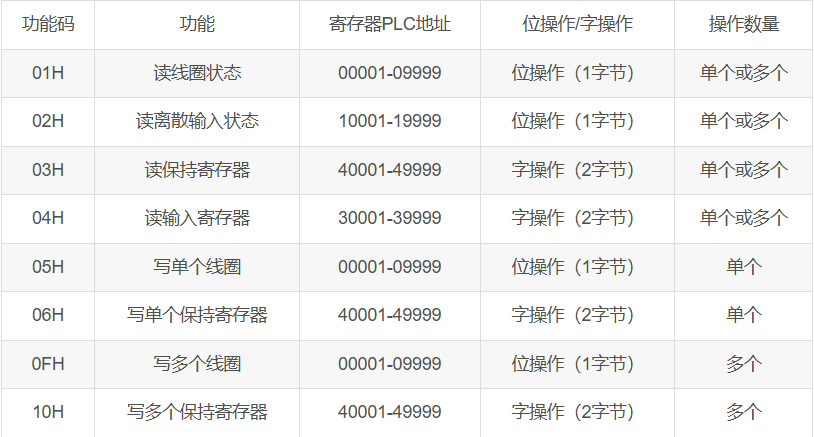 功能码 功能 寄存器PLC地址 位操作/字操作 操作数量
01H 读线圈状态 00001-09999 位操作（1字节） 单个或多个
02H 读离散输入状态 10001-19999 位操作（1字节） 单个或多个
03H 读保持寄存器 40001-49999 字操作（2字节） 单个或多个
04H 读输入寄存器 30001-39999 字操作（2字节） 单个或多个
05H 写单个线圈 00001-09999 位操作（1字节） 单个
06H 写单个保持寄存器 40001-49999 字操作（2字节） 单个
0FH 写多个线圈 00001-09999 位操作（1字节） 多个
10H 写多个保持寄存器 40001-49999 字操作（2字节） 多个